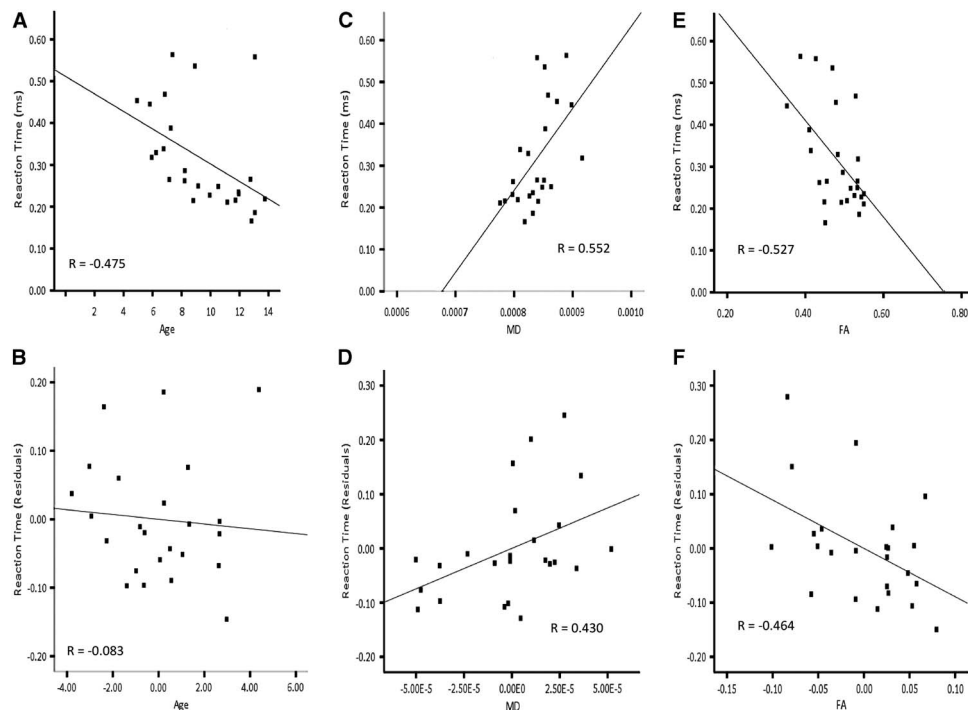 A
Reaction Time (ms)
0.60
0.50
0.40
0.30
0.20
0.10
0.00
R = -0.475
2 4 6 8 10 12 14
Age
C
Reaction Time (ms)
0.60
0.50
0.40
0.30
0.20
0.10
0.00
R = 0.552
0.0006 0.0007 0.0008 0.0009 0.0010
MD
E
Reaction Time (ms)
0.60
0.50
0.40
0.30
0.20
0.10
0.00
R = -0.527
0.20 0.40 0.60 0.80
FA
B
Reaction Time (Residuals)
0.20
0.10
0.00
-0.10
-0.20
R = -0.083
-4.00 -2.00 0.00 2.00 4.00 6.00
Age
D
Reaction Time (Residuals)
0.30
0.20
0.10
0.00
-0.10
-0.20
R = 0.430
-5.00E-5 -2.50E-5 0.00E0 2.50E-5 5.00E-5
MD
F
Reaction Time (Residuals)
0.30
0.20
0.10
0.00
-0.10
-0.20
R = -0.464
-0.15 -0.10 -0.05 0.00 0.05 0.10
FA